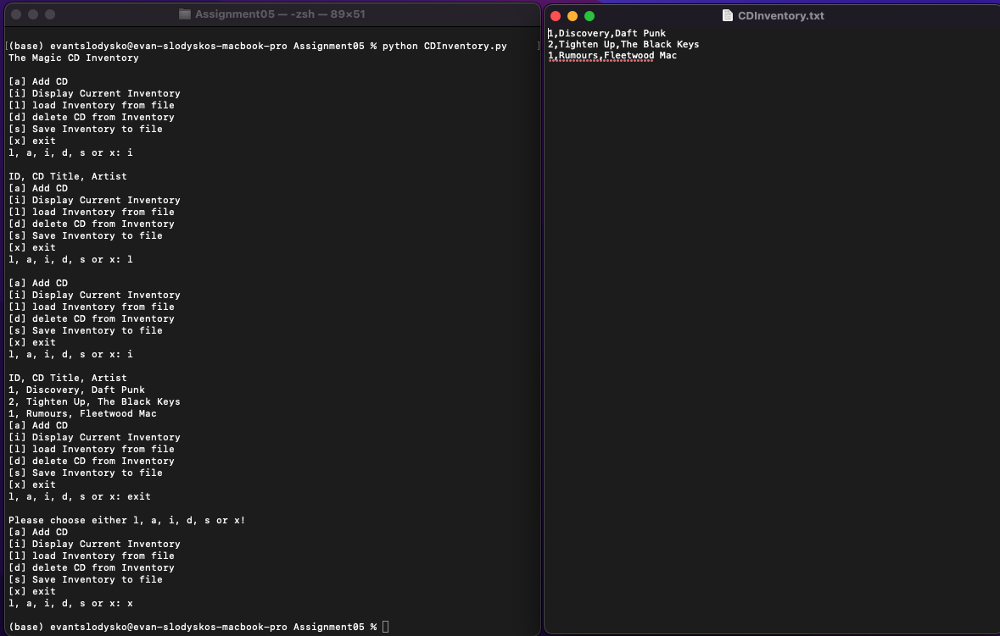 Assignment05 — -zsh — 89×51
(base) evantslodysko@evan-slodyskos-macbook-pro Assignment05 % python CDInventory.py
The Magic CD Inventory
[a] Add CD
[i] Display Current Inventory
[l] load Inventory from file
[d] delete CD from Inventory
[s] Save Inventory to file
[x] exit
l, a, i, d, s or x: i
ID, CD Title, Artist
[a] Add CD
[i] Display Current Inventory
[l] load Inventory from file
[d] delete CD from Inventory
[s] Save Inventory to file
[x] exit
l, a, i, d, s or x: l
[a] Add CD
[i] Display Current Inventory
[l] load Inventory from file
[d] delete CD from Inventory
[s] Save Inventory to file
[x] exit
l, a, i, d, s or x: i
ID, CD Title, Artist
1, Discovery, Daft Punk
2, Tighten Up, The Black Keys
1, Rumours, Fleetwood Mac
[a] Add CD
[i] Display Current Inventory
[l] load Inventory from file
[d] delete CD from Inventory
[s] Save Inventory to file
[x] exit
l, a, i, d, s or x: exit
Please choose either l, a, i, d, s or x!
[a] Add CD
[i] Display Current Inventory
[l] load Inventory from file
[d] delete CD from Inventory
[s] Save Inventory to file
[x] exit
l, a, i, d, s or x: x
(base) evantslodysko@evan-slodyskos-macbook-pro Assignment05 %
CDInventory.txt
1,Discovery,Daft Punk
2,Tighten Up,The Black Keys
1,Rumours,Fleetwood Mac